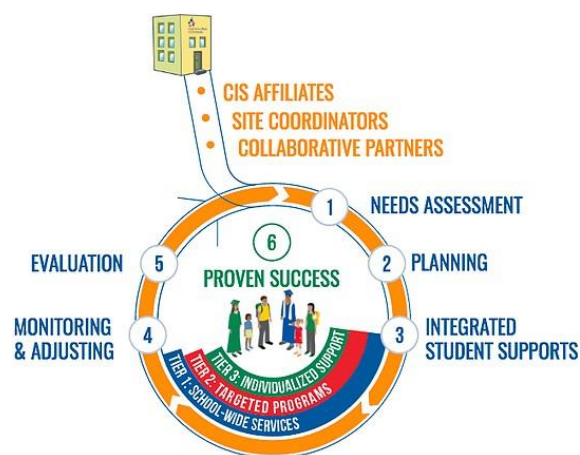 CIS AFFILIATES
SITE COORDINATORS
COLLABORATIVE PARTNERS
1
NEEDS ASSESSMENT
2
PLANNING
3
INTEGRATED
STUDENT SUPPORTS
4
MONITORING
& ADJUSTING
5
EVALUATION
6
PROVEN SUCCESS
TIER 3: INDIVIDUALIZED SUPPORT
TIER 2: TARGETED PROGRAMS
TIER 1: SCHOOL-WIDE SERVICES